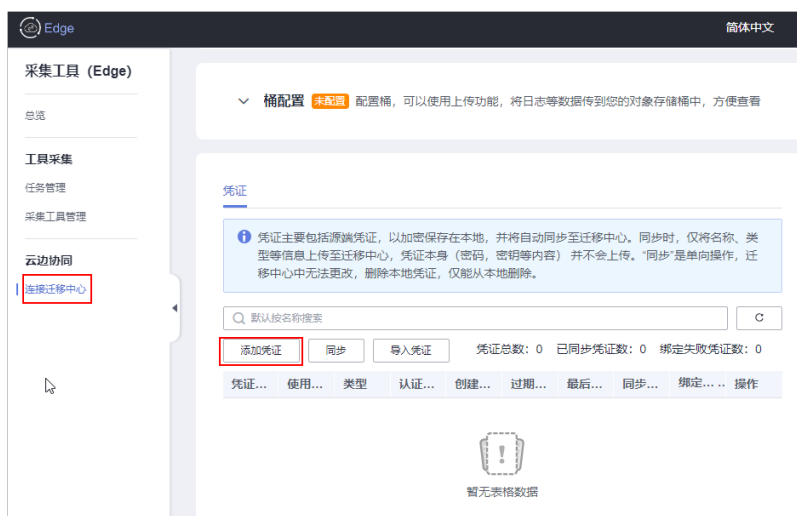 Edge
简体中文
采集工具（Edge）
总览
工具采集
任务管理
采集工具管理
云边协同
连接迁移中心
桶配置 未配置 配置桶，可以使用上传功能，将日志等数据传到您的对象存储桶中，方便查看
凭证
凭证主要包括源端凭证，以加密保存在本地，并将自动同步至迁移中心。同步时，仅将名称、类
型等信息上传至迁移中心，凭证本身（密码，密钥等内容） 并不会上传。“同步”是单向操作，迁
移中心中无法更改，删除本地凭证，仅能从本地删除。
默认按名称搜索
添加凭证 同步 导入凭证 凭证总数：0 已同步凭证数：0 绑定失败凭证数：0
凭证... 使用... 类型 认证... 创建... 过期... 最后... 同步... 绑定... .. 操作
暂无表格数据